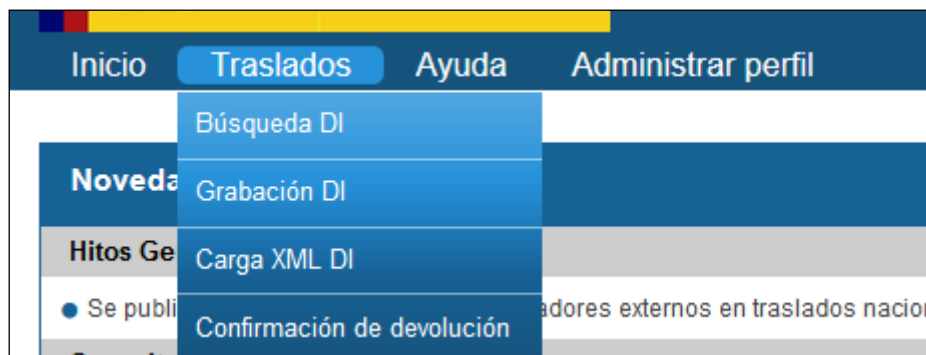 Inicio Traslados Ayuda Administrar perfil
Búsqueda DI
Grabación DI
Carga XML DI
Confirmación de devolución
Noveda
Hitos Ge
Se publi
adores externos en traslados nacio